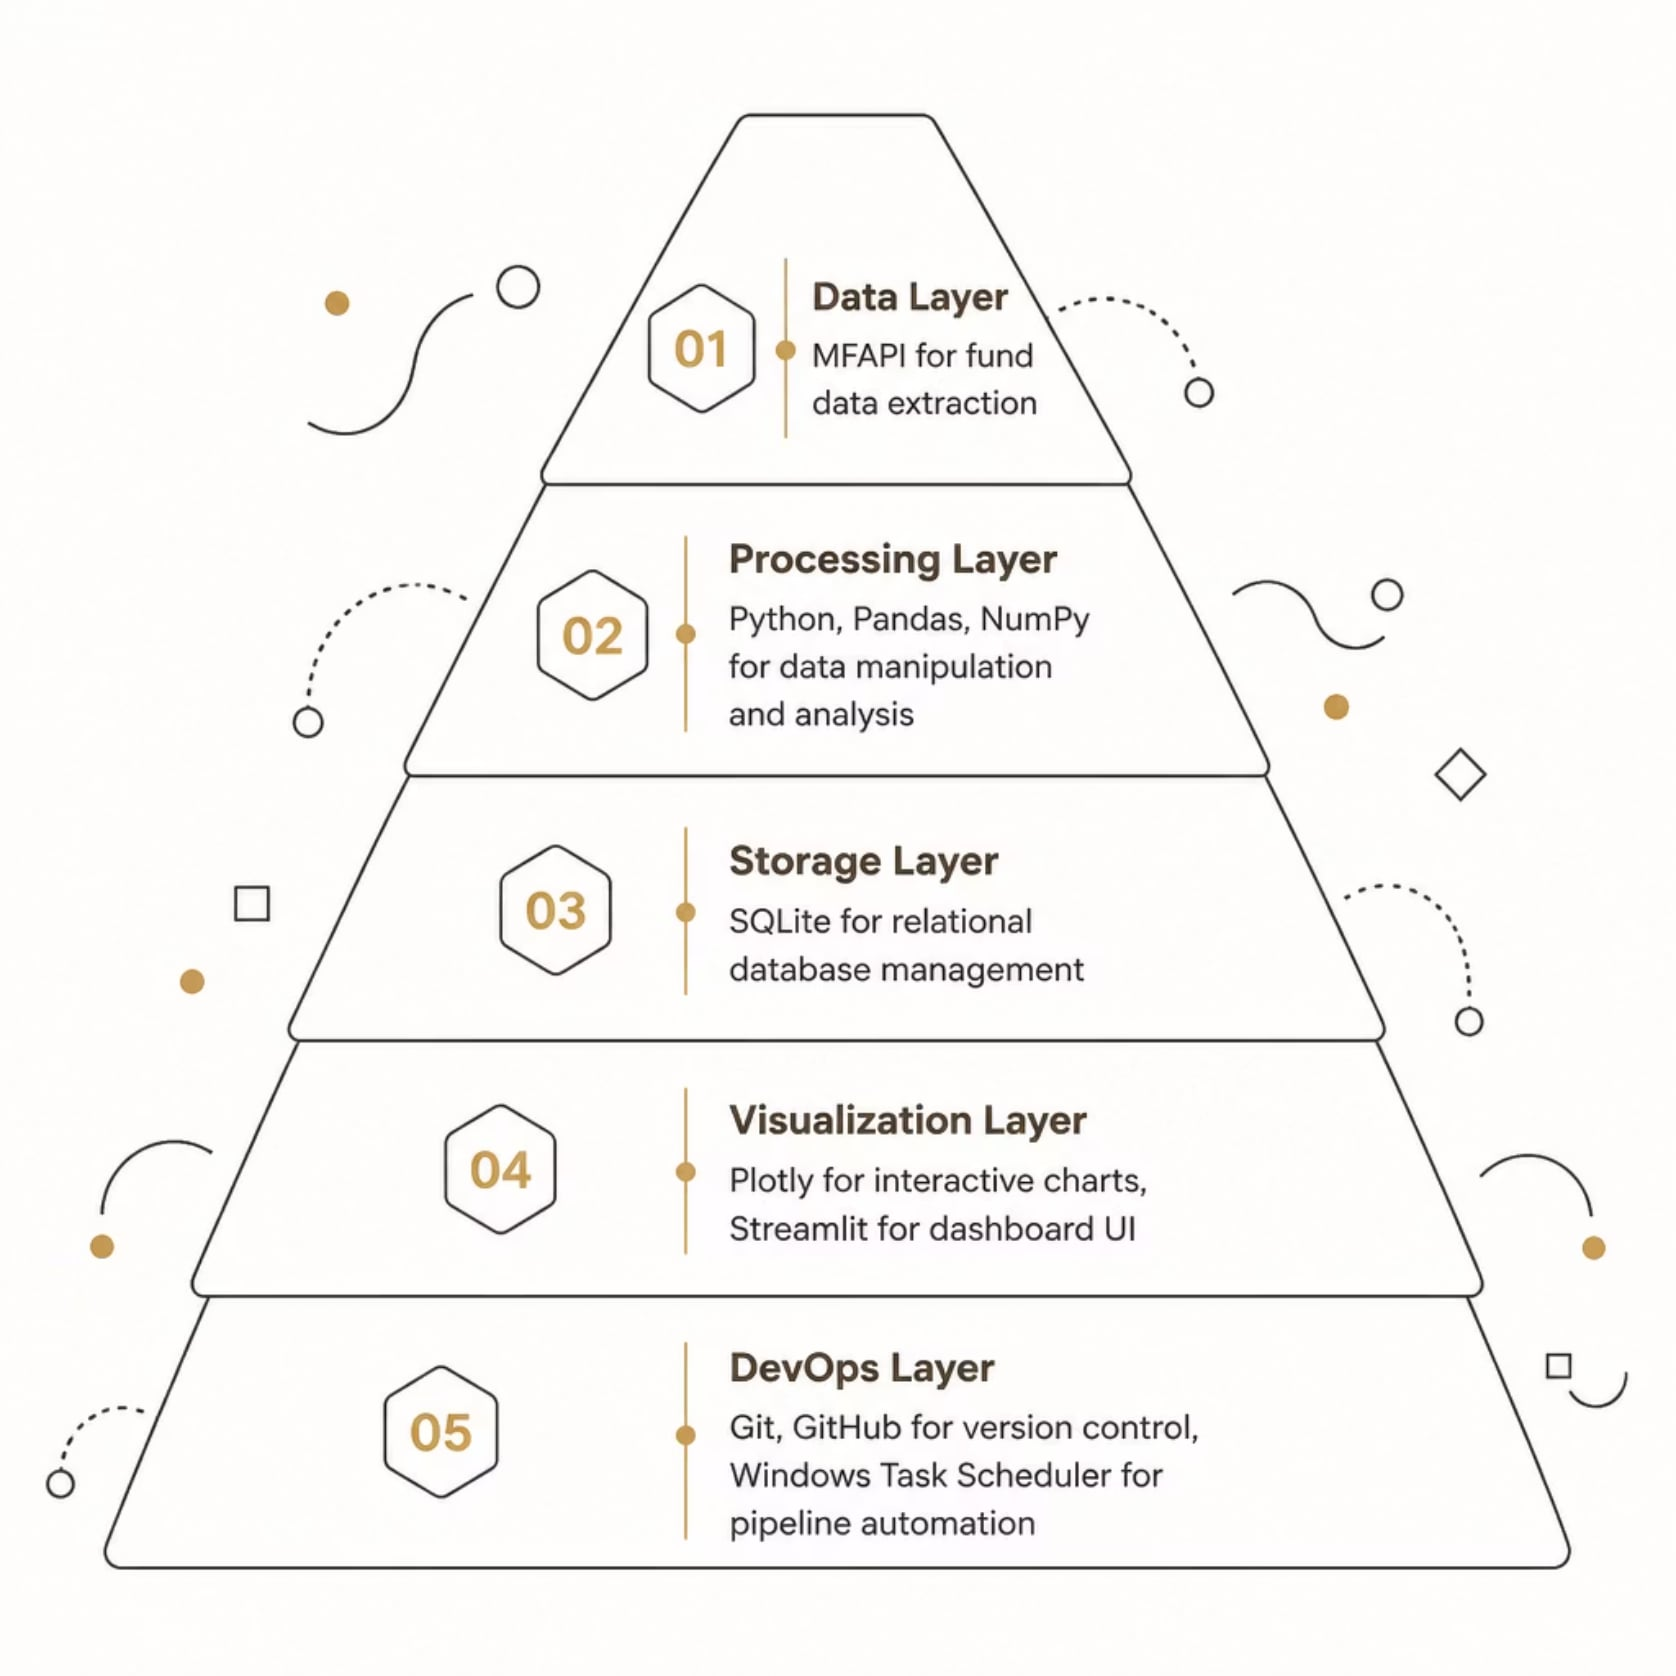 01
Data Layer
MFAPI for fund
data extraction
02
Processing Layer
Python, Pandas, NumPy
for data manipulation
and analysis
03
Storage Layer
SQLite for relational
database management
04
Visualization Layer
Plotly for interactive charts,
Streamlit for dashboard UI
05
DevOps Layer
Git, GitHub for version control,
Windows Task Scheduler for
pipeline automation